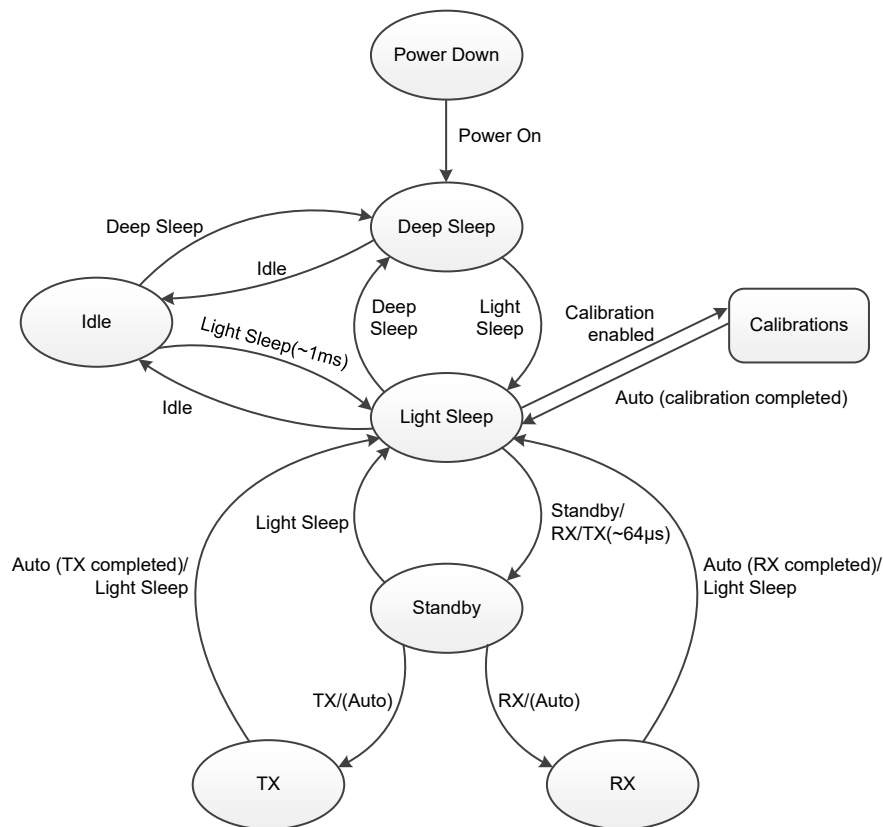 Power Down
Power On
Deep Sleep
Deep Sleep
Idle
Idle
Light Sleep(~1ms)
Deep
Sleep
Light
Sleep
Calibration
enabled
Calibrations
Auto (calibration completed)
Idle
Light Sleep
Light Sleep
Standby/
RX/TX(~64μs)
Auto (TX completed)/
Light Sleep
Auto (RX completed)/
Light Sleep
Standby
TX/(Auto)
RX/(Auto)
TX
RX